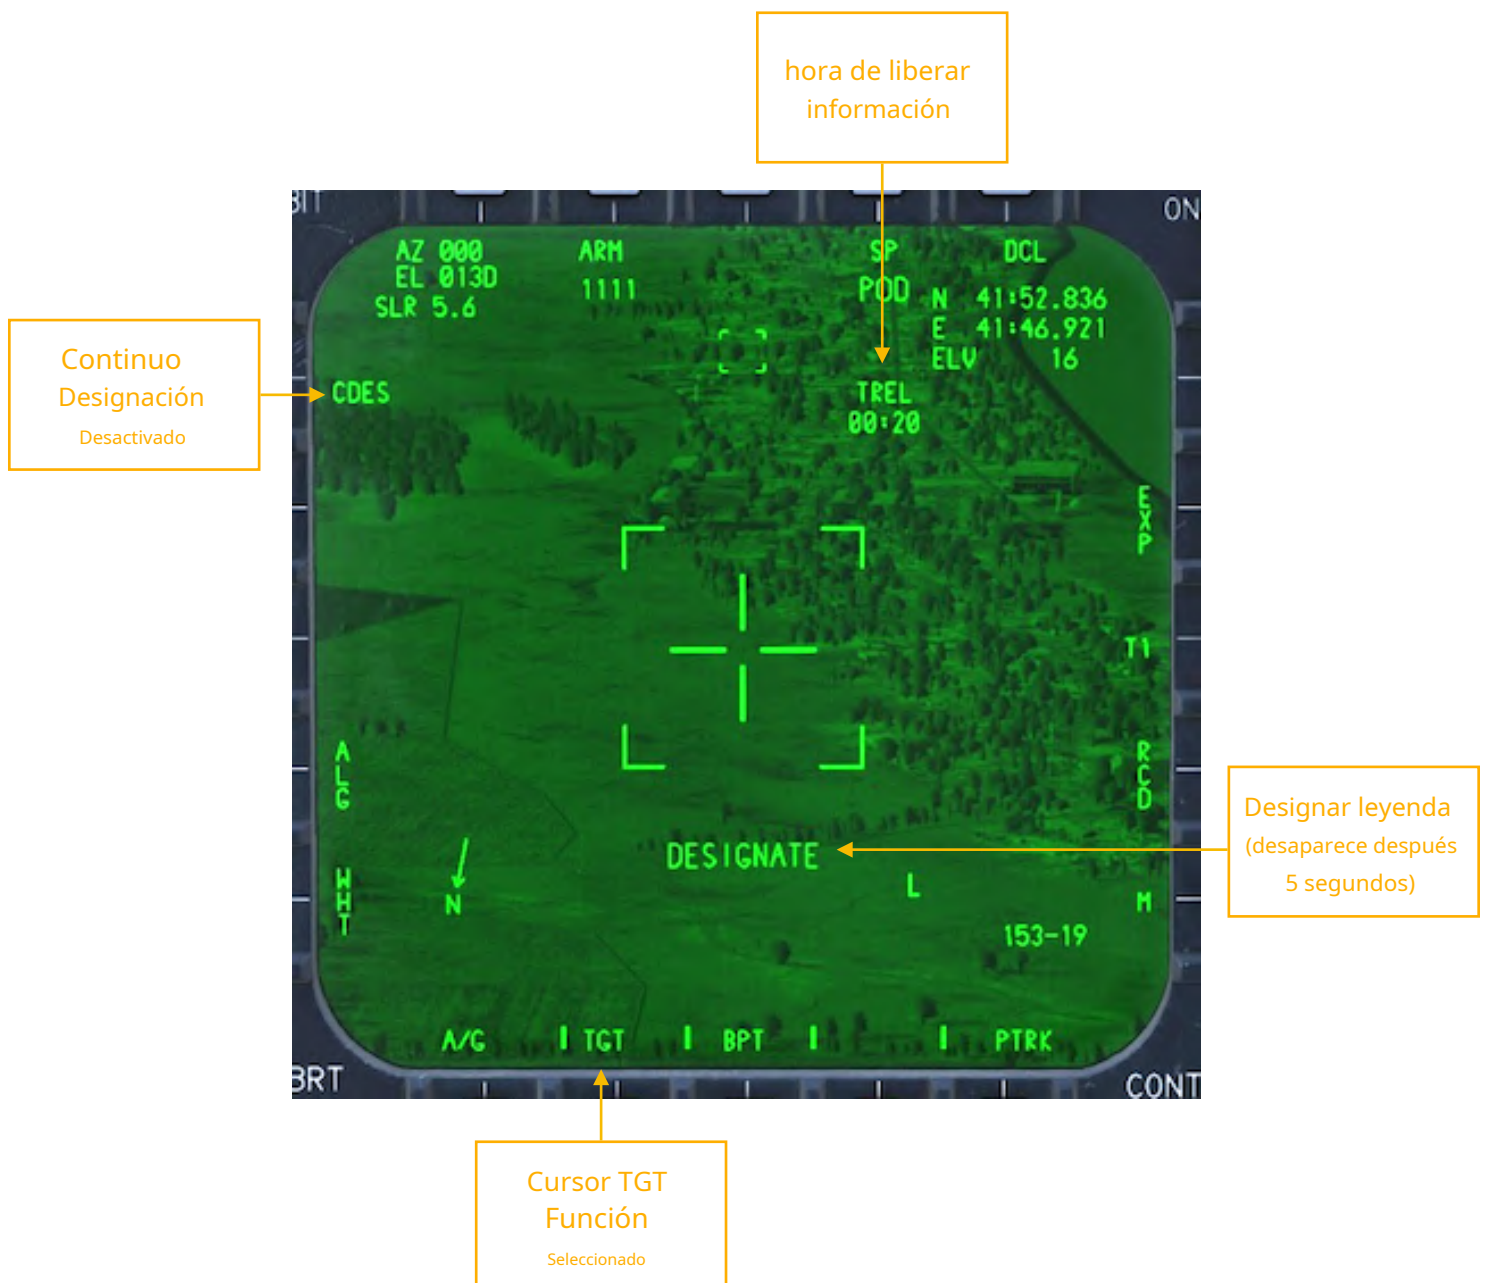 hora de liberar
información
BIT
ON
AZ 000
EL 013D
SLR 5.6
ARM
1111
SP
POD
DCL
N 41:52.836
E 41:46.921
ELV 16
Continuo
Designación
Desactivado
CDES
TREL
00:20
EXP
T1
ALG
RCD
Designar leyenda
(desaparece después
5 segundos)
DESIGNATE
WHT
N
L
M
153-19
A/G
TGT
BPT
PTRK
BRT
CONT
Cursor TGT
Función
Seleccionado